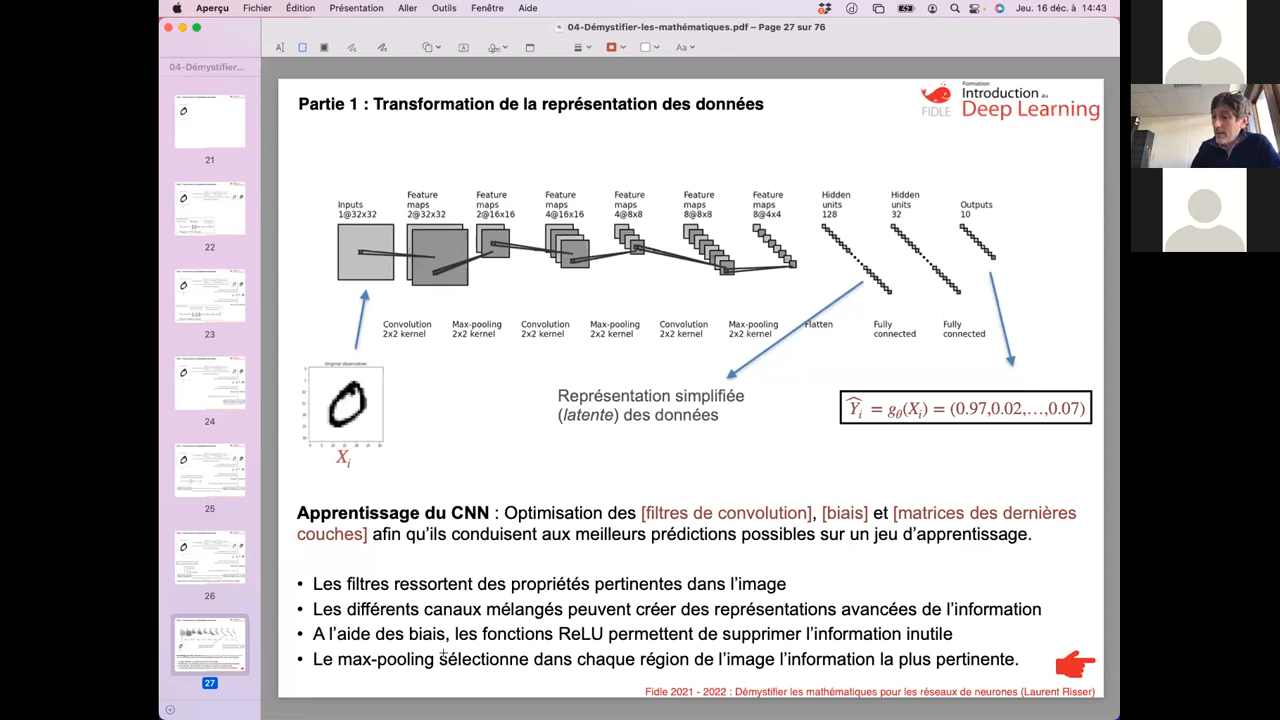 Aperçu Fichier Édition Présentation Aller Outils Fenêtre Aide Jeu. 16 déc. à 14:43
04-Démystifier-les-mathématiques.pdf – Page 27 sur 76
04-Démystifier...
21
22
23
24
25
26
27
Partie 1 : Transformation de la représentation des données
Formation
Introduction au
Deep Learning
FIDLE
Inputs
1@32x32
Feature
maps
2@32x32
Feature
maps
2@16x16
Feature
maps
4@16x16
Feature
maps
4@8x8
Feature
maps
8@8x8
Feature
maps
8@4x4
Hidden
units
128
Hidden
units
32
Outputs
10
Convolution
2x2 kernel
Max-pooling
2x2 kernel
Convolution
2x2 kernel
Max-pooling
2x2 kernel
Convolution
2x2 kernel
Max-pooling
2x2 kernel
Flatten
Fully
connected
Fully
connected
Original observation
X_i
Représentation simplifiée
(latente) des données
Ŷ_i = g_θ(X_i) = (0.97,0.02,…,0.07)
Apprentissage du CNN : Optimisation des [filtres de convolution], [biais] et [matrices des dernières
couches] afin qu'ils conduisent aux meilleurs prédictions possibles sur un jeu d'apprentissage.
• Les filtres ressortent des propriétés pertinentes dans l'image
• Les différents canaux mélangés peuvent créer des représentations avancées de l'information
• A l'aide des biais, les fonctions ReLU permettent de supprimer l'information inutile
• Le max-pooling sélectionne dans chaque région de l'image l'information la plus pertinente.
Fidle 2021 - 2022 : Démystifier les mathématiques pour les réseaux de neurones (Laurent Risser)